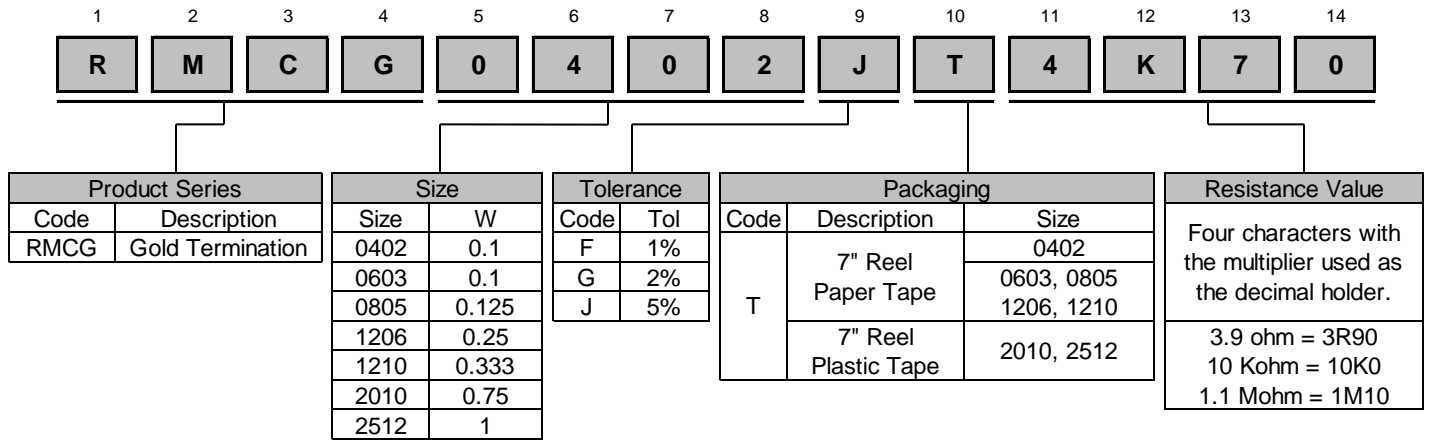 1 2 3 4 5 6 7 8 9 10 11 12 13 14
R M C G 0 4 0 2 J T 4 K 7 0
Product Series
Code Description
RMCG Gold Termination
Size
Size W
0402 0.1
0603 0.1
0805 0.125
1206 0.25
1210 0.333
2010 0.75
2512 1
Tolerance
Code Tol
F 1%
G 2%
J 5%
Packaging
Code Description Size
T
7" Reel
Paper Tape
0402
0603, 0805
1206, 1210
7" Reel
Plastic Tape
2010, 2512
Resistance Value
Four characters with
the multiplier used as
the decimal holder.
3.9 ohm = 3R90
10 Kohm = 10K0
1.1 Mohm = 1M10